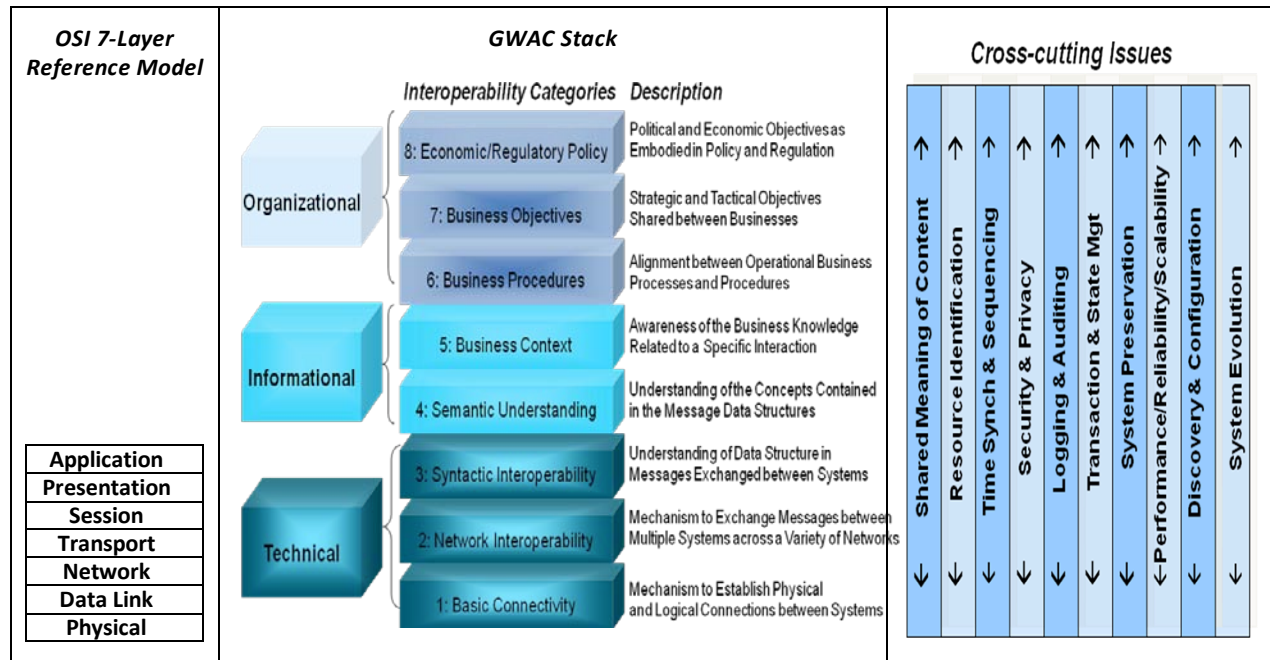 OSI 7-Layer
Reference Model
Application
Presentation
Session
Transport
Network
Data Link
Physical
GWAC Stack
Interoperability Categories
Description
Organizational
8: Economic/Regulatory Policy
Political and Economic Objectives as
Embodied in Policy and Regulation
7: Business Objectives
Strategic and Tactical Objectives
Shared between Businesses
6: Business Procedures
Alignment between Operational Business
Processes and Procedures
Informational
5: Business Context
Awareness of the Business Knowledge
Related to a Specific Interaction
4: Semantic Understanding
Understanding of the Concepts Contained
in the Message Data Structures
Technical
3: Syntactic Interoperability
Understanding of Data Structure in
Messages Exchanged between Systems
2: Network Interoperability
Mechanism to Exchange Messages between
Multiple Systems across a Variety of Networks
1: Basic Connectivity
Mechanism to Establish Physical
and Logical Connections between Systems
Cross-cutting Issues
Shared Meaning of Content
Resource Identification
Time Synch & Sequencing
Security & Privacy
Logging & Auditing
Transaction & State Mgt
System Preservation
Performance/Reliability/Scalability
Discovery & Configuration
System Evolution